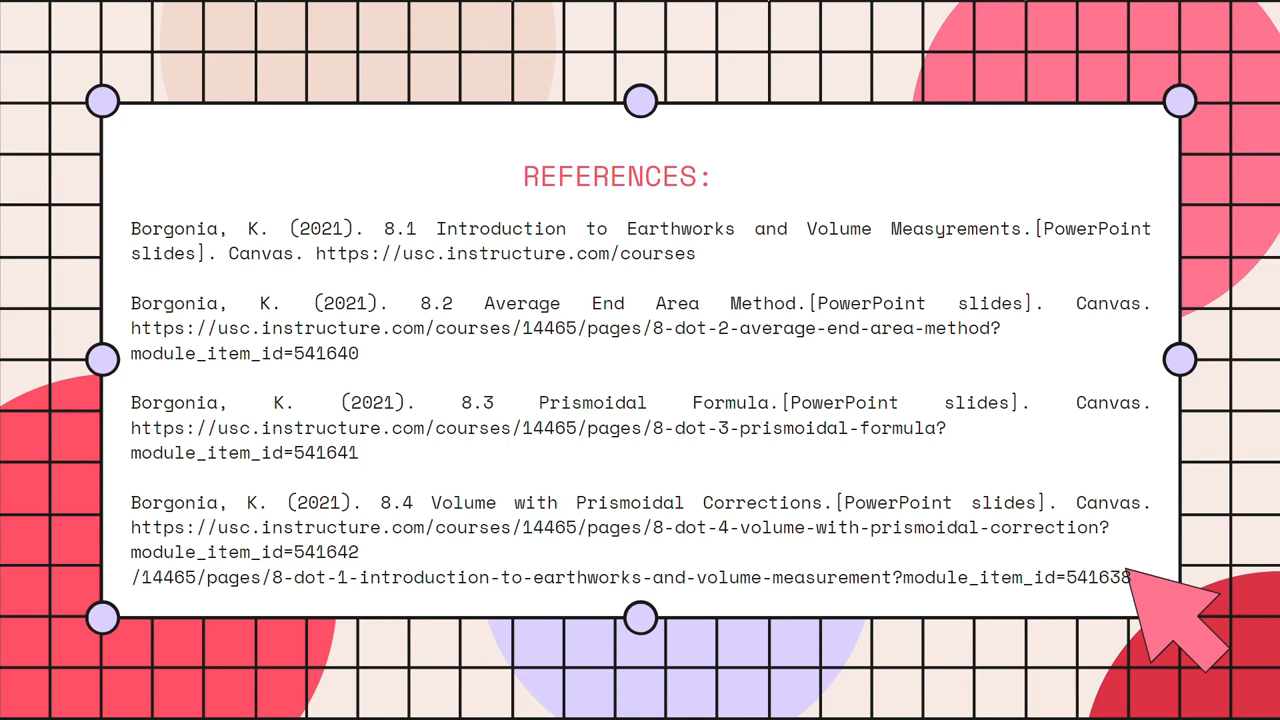 REFERENCES:
Borgonia, K. (2021). 8.1 Introduction to Earthworks and Volume Measyrements.[PowerPoint
slides]. Canvas. https://usc.instructure.com/courses
Borgonia, K. (2021). 8.2 Average End Area Method.[PowerPoint slides]. Canvas.
https://usc.instructure.com/courses/14465/pages/8-dot-2-average-end-area-method?
module_item_id=541640
Borgonia, K. (2021). 8.3 Prismoidal Formula.[PowerPoint slides]. Canvas.
https://usc.instructure.com/courses/14465/pages/8-dot-3-prismoidal-formula?
module_item_id=541641
Borgonia, K. (2021). 8.4 Volume with Prismoidal Corrections.[PowerPoint slides]. Canvas.
https://usc.instructure.com/courses/14465/pages/8-dot-4-volume-with-prismoidal-correction?
module_item_id=541642
/14465/pages/8-dot-1-introduction-to-earthworks-and-volume-measurement?module_item_id=541638